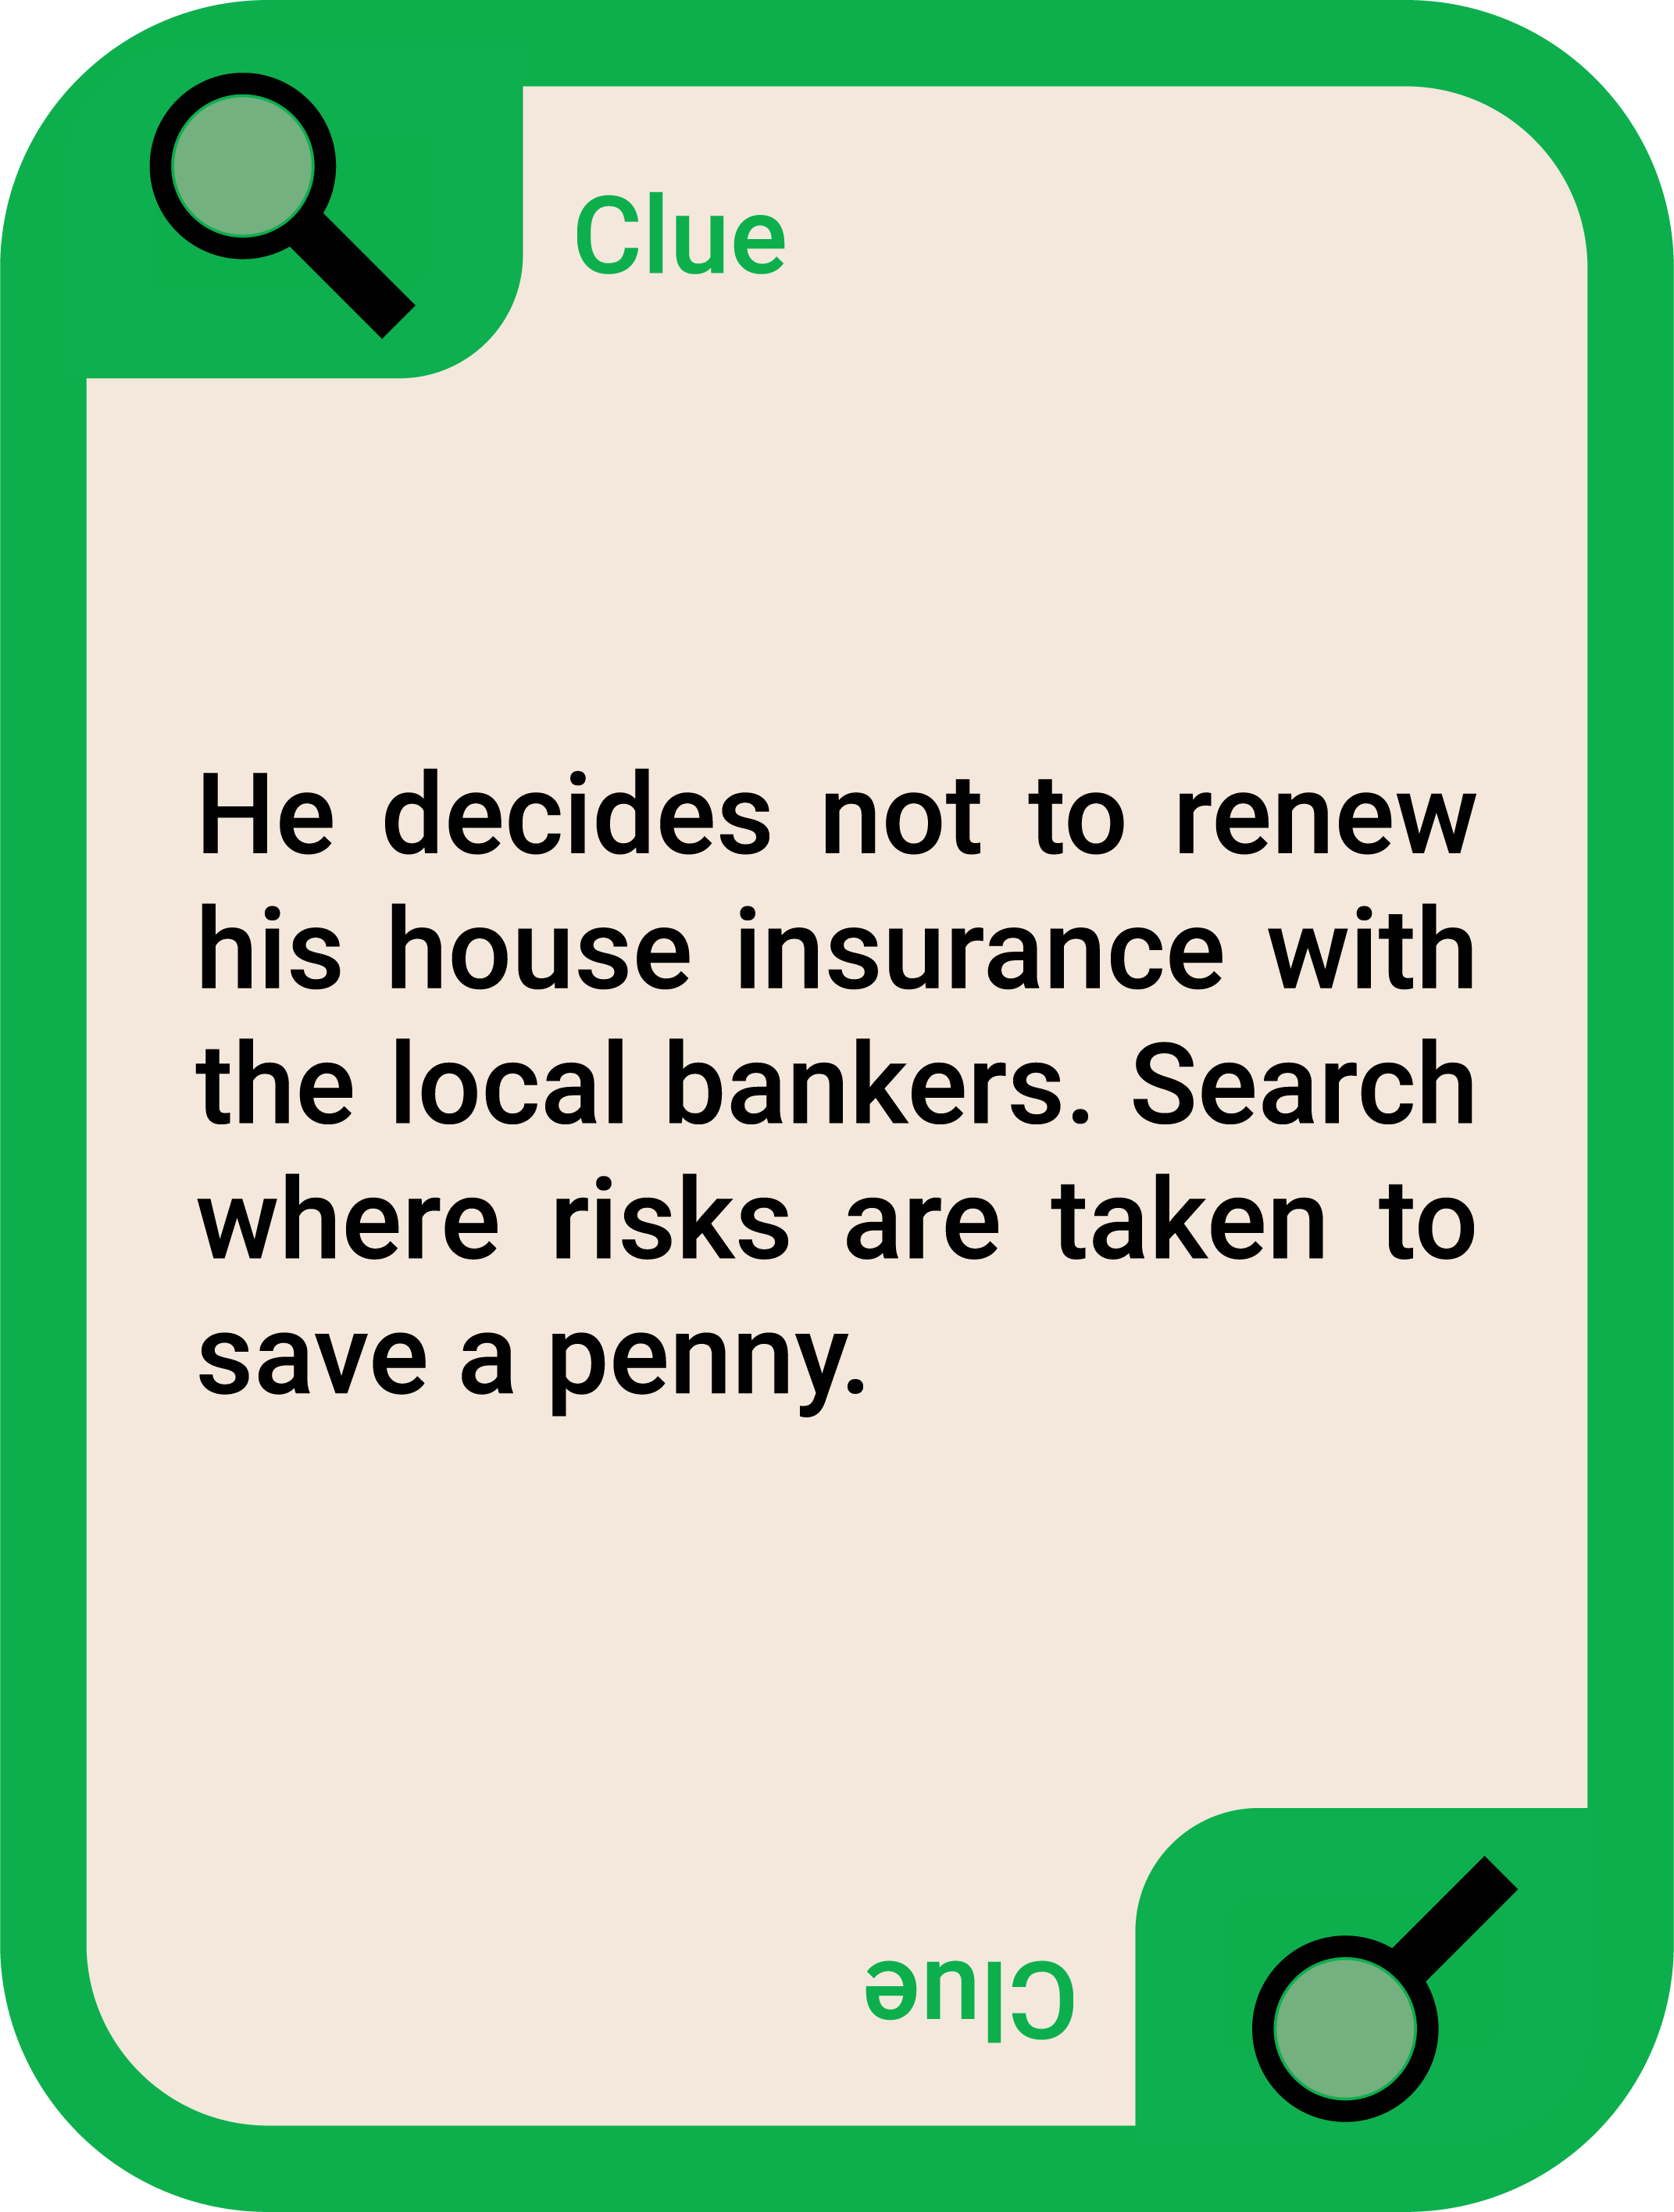 Clue
He decides not to renew
his house insurance with
the local bankers. Search
where risks are taken to
save a penny.
Clue